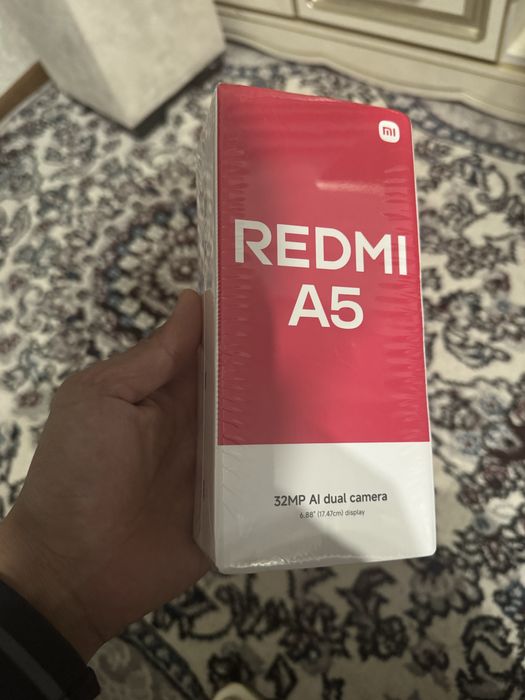 mi
REDMI
A5
32MP AI dual camera
6.88" (17.47cm) display